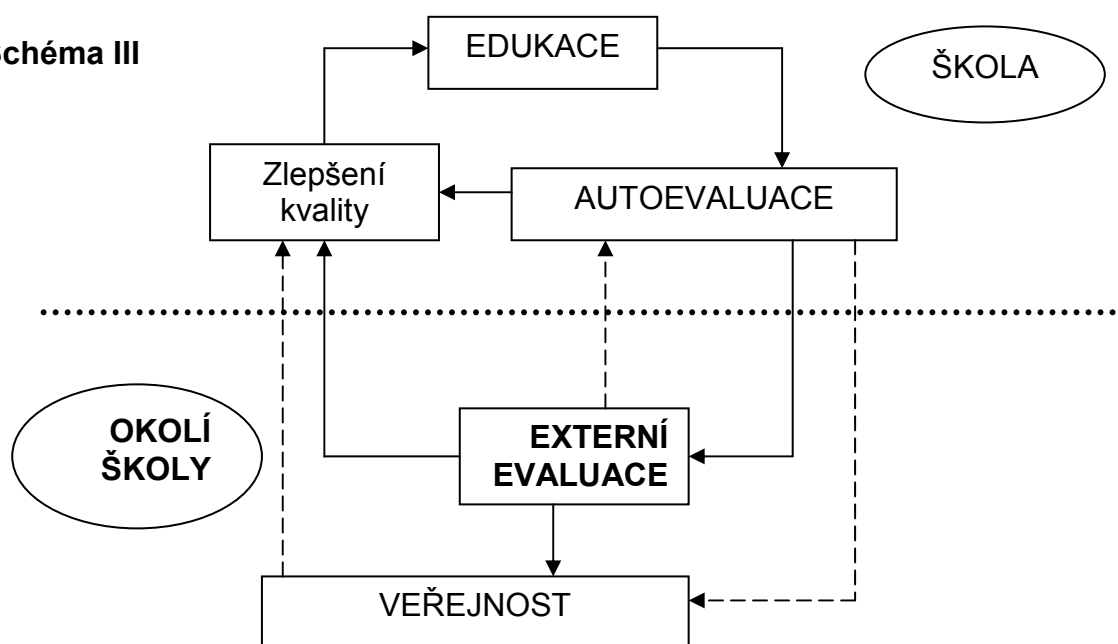 Schéma III
EDUKACE
ŠKOLA
Zlepšení
kvality
AUTOEVALUACE
OKOLÍ
ŠKOLY
EXTERNÍ
EVALUACE
VEŘEJNOST